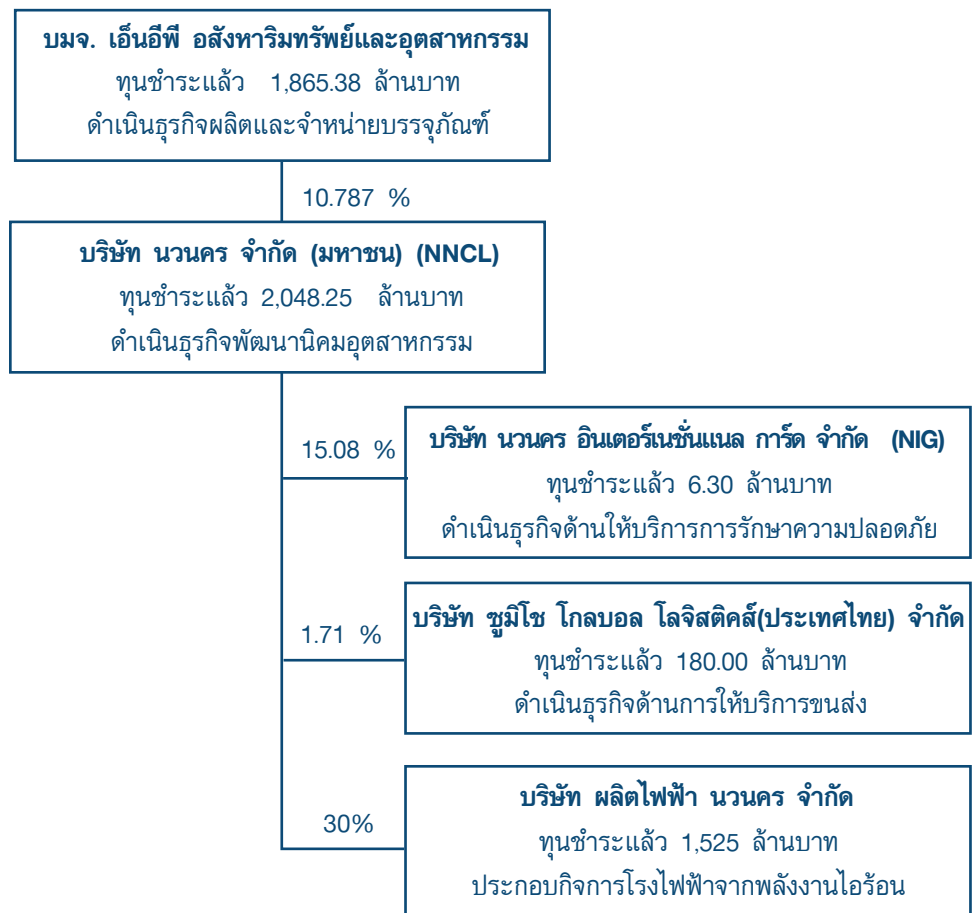 บมจ. เอ็นอีพี อสังหาริมทรัพย์และอุตสาหกรรม
ทุนชำระแล้ว 1,865.38 ล้านบาท
ดำเนินธุรกิจผลิตและจำหน่ายบรรจุภัณฑ์
10.787 %
บริษัท นวนคร จำกัด (มหาชน) (NNCL)
ทุนชำระแล้ว 2,048.25 ล้านบาท
ดำเนินธุรกิจพัฒนานิคมอุตสาหกรรม
15.08 %
บริษัท นวนคร อินเตอร์เนชั่นแนล การ์ด จำกัด (NIG)
ทุนชำระแล้ว 6.30 ล้านบาท
ดำเนินธุรกิจด้านให้บริการการรักษาความปลอดภัย
1.71 %
บริษัท ซูมิโช โกลบอล โลจิสติคส์(ประเทศไทย) จำกัด
ทุนชำระแล้ว 180.00 ล้านบาท
ดำเนินธุรกิจด้านการให้บริการขนส่ง
30%
บริษัท ผลิตไฟฟ้า นวนคร จำกัด
ทุนชำระแล้ว 1,525 ล้านบาท
ประกอบกิจการโรงไฟฟ้าจากพลังงานไอร้อน